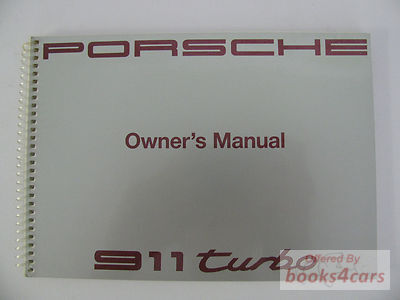 PORSCHE
Owner's Manual
911 turbo
Offered By
books4cars